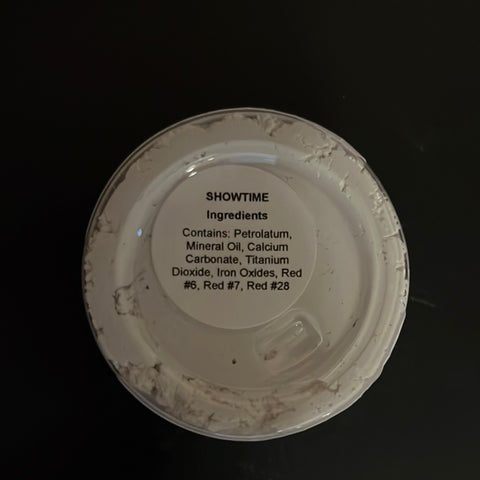 SHOWTIME
Ingredients
Contains: Petrolatum,
Mineral Oil, Calcium
Carbonate, Titanium
Dioxide, Iron Oxides, Red
#6, Red #7, Red #28